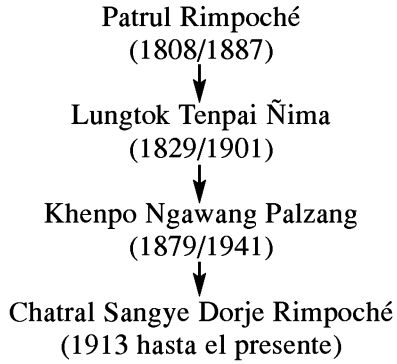 Patrul Rimpoché
(1808/1887)
Lungtok Tenpai Ñima
(1829/1901)
Khenpo Ngawang Palzang
(1879/1941)
Chatral Sangye Dorje Rimpoché
(1913 hasta el presente)